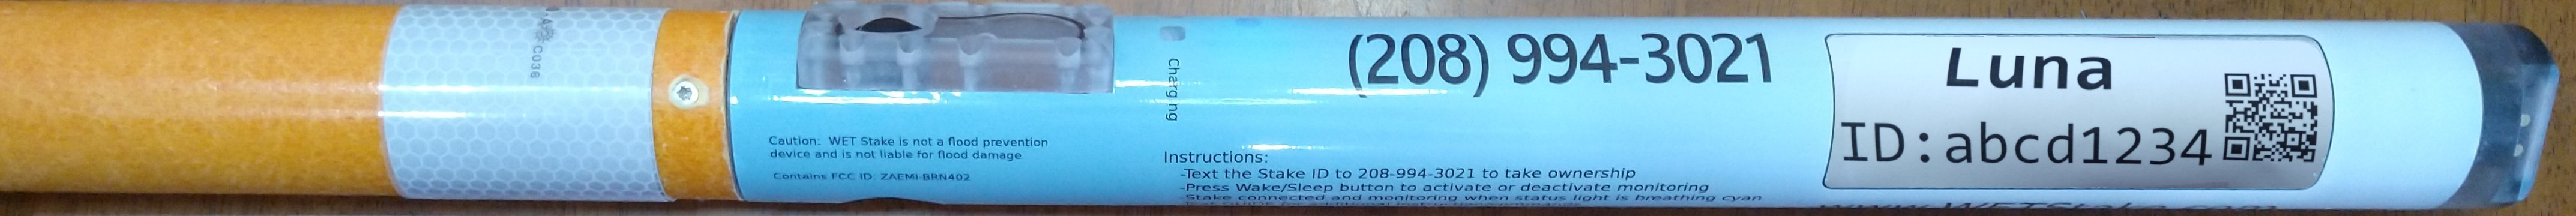 C038
Charging
(208) 994-3021
Luna
ID:abcd1234
Caution: WET Stake is not a flood prevention
device and is not liable for flood damage
Contains FCC ID: ZAEMI-BRN402
Instructions:
-Text the Stake ID to 208-994-3021 to take ownership
-Press Wake/Sleep button to activate or deactivate monitoring
-Stake connected and monitoring when status light is breathing cyan